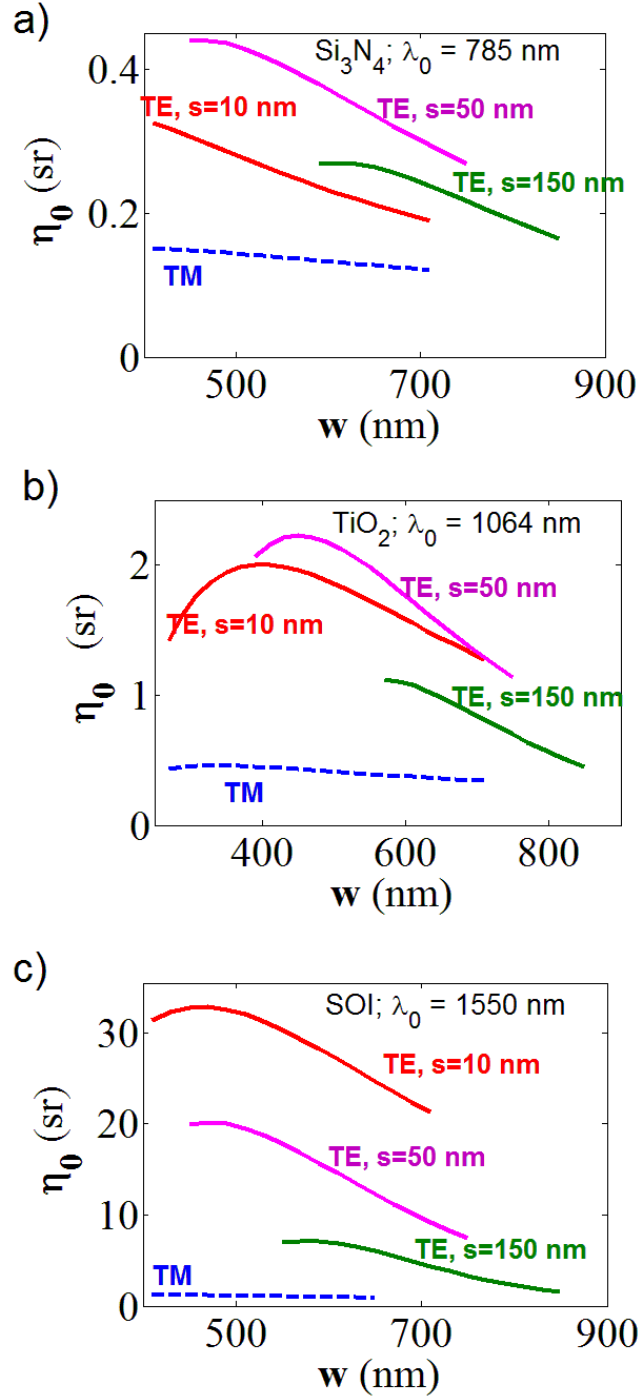 a)
Si₃N₄; λ₀ = 785 nm
0.4
TE, s=10 nm
TE, s=50 nm
TE, s=150 nm
η₀ (sr)
0.2
TM
0
500
700
900
w (nm)
b)
TiO₂; λ₀ = 1064 nm
2
TE, s=50 nm
TE, s=10 nm
η₀ (sr)
1
TE, s=150 nm
TM
0
400
600
800
w (nm)
c)
SOI; λ₀ = 1550 nm
30
TE, s=10 nm
η₀ (sr)
20
TE, s=50 nm
10
TE, s=150 nm
TM
0
500
700
900
w (nm)